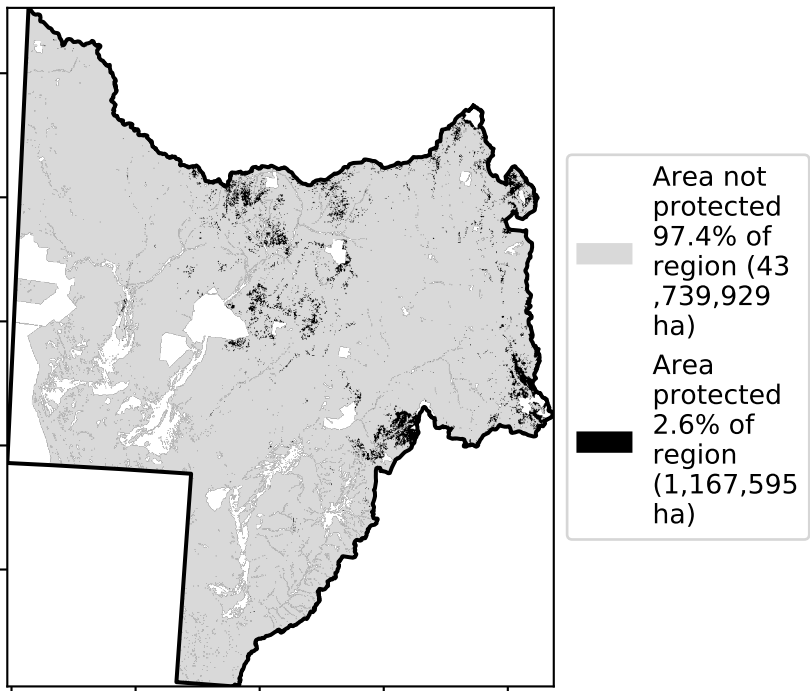 Area not
protected
97.4% of
region (43
,739,929
ha)
Area
protected
2.6% of
region
(1,167,595
ha)